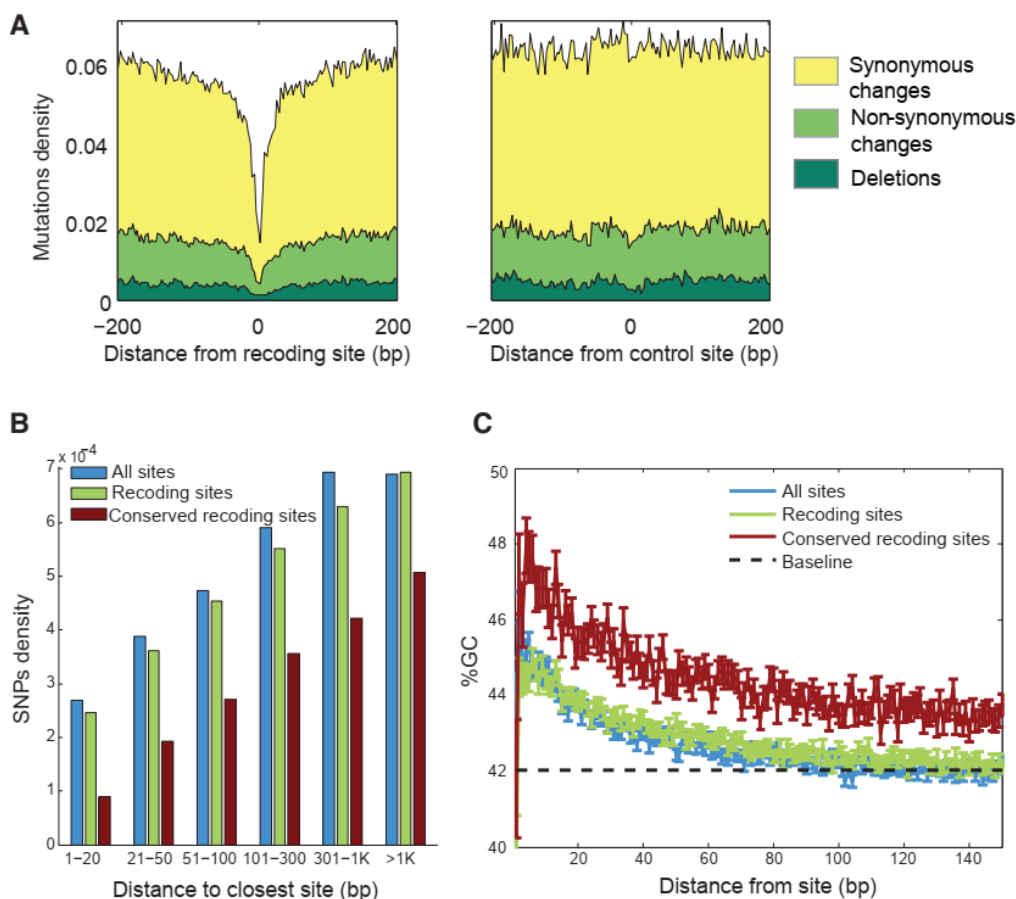 A
Mutations density
0.06
0.04
0.02
0
−200
0
200
Distance from recoding site (bp)
−200
0
200
Distance from control site (bp)
Synonymous
changes
Non-synonymous
changes
Deletions
B
7 x 10⁻⁴
6
5
4
3
2
1
0
SNPs density
All sites
Recoding sites
Conserved recoding sites
1−20
21−50
51−100
101−300
301−1K
>1K
Distance to closest site (bp)
C
50
48
46
44
42
40
%GC
All sites
Recoding sites
Conserved recoding sites
Baseline
20
40
60
80
100
120
140
Distance from site (bp)